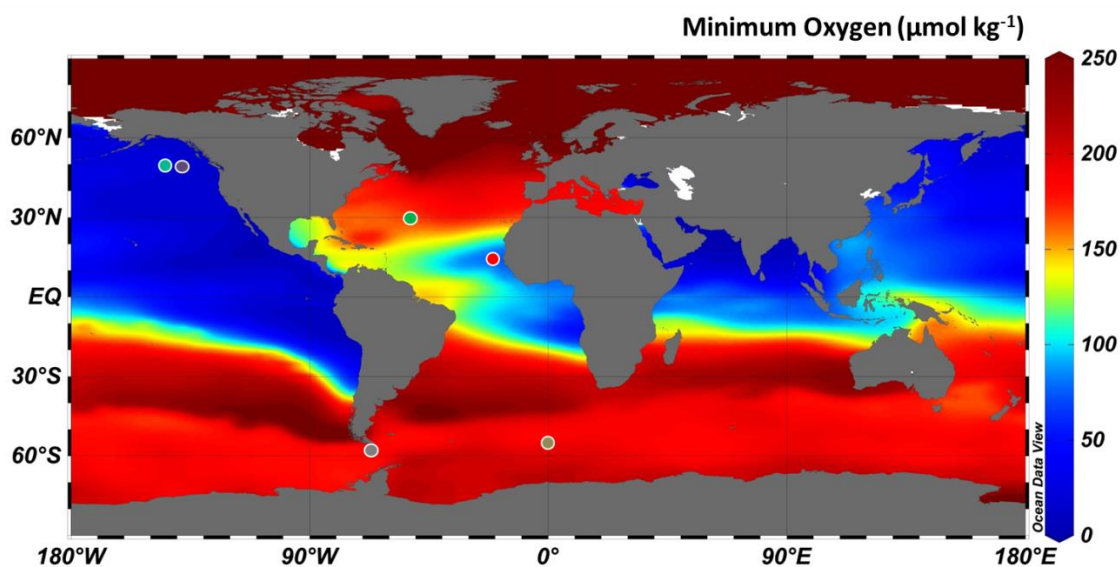 Minimum Oxygen (μmol kg⁻¹)
250
200
150
100
50
0
60°N
30°N
EQ
30°S
60°S
180°W
90°W
0°
90°E
180°E
Ocean Data View